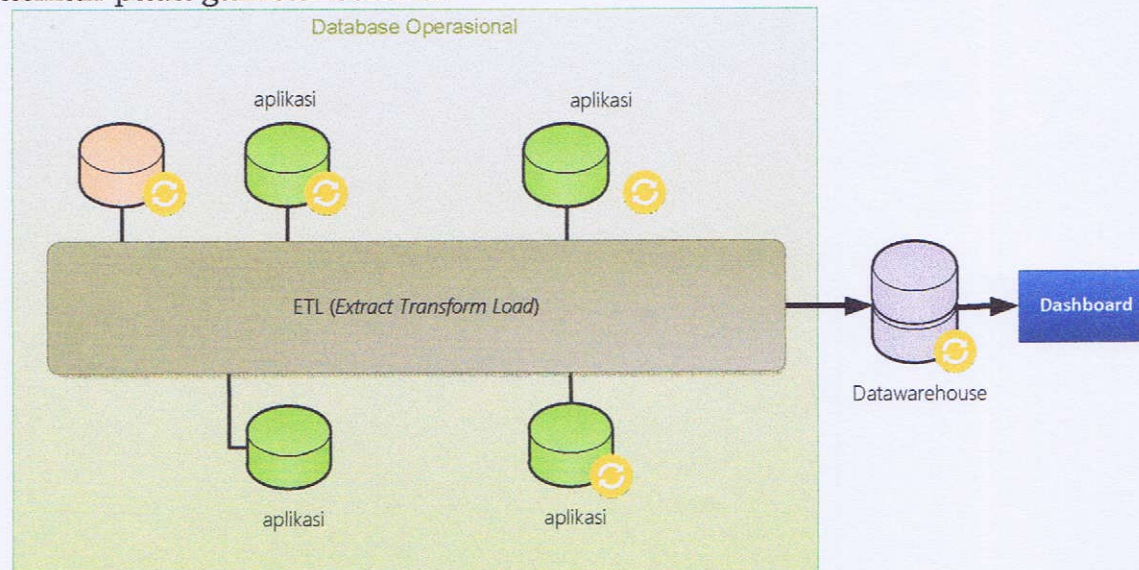 Database Operasional
aplikasi
aplikasi
ETL (Extract Transform Load)
Dashboard
Datawarehouse
aplikasi
aplikasi